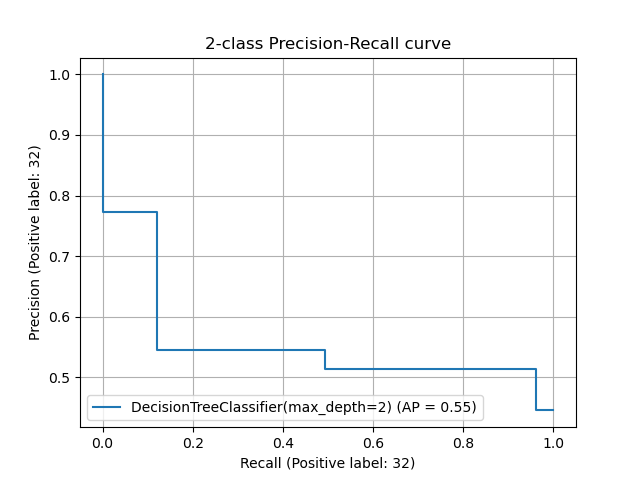 2-class Precision-Recall curve
1.0
0.9
0.8
0.7
0.6
0.5
Precision (Positive label: 32)
DecisionTreeClassifier(max_depth=2) (AP = 0.55)
0.0 0.2 0.4 0.6 0.8 1.0
Recall (Positive label: 32)